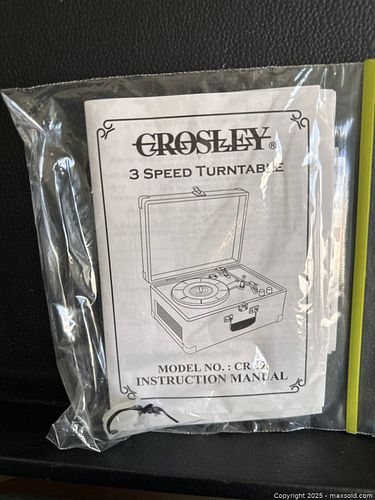 CROSLEY®
3 SPEED TURNTABLE
MODEL NO. : CR
INSTRUCTION MANUAL
Copyright 2025 - maxsold.com